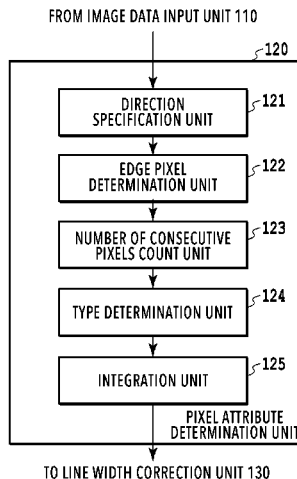 FROM IMAGE DATA INPUT UNIT 110
120
DIRECTION
SPECIFICATION UNIT
121
EDGE PIXEL
DETERMINATION UNIT
122
NUMBER OF CONSECUTIVE
PIXELS COUNT UNIT
123
TYPE DETERMINATION UNIT
124
INTEGRATION UNIT
125
PIXEL ATTRIBUTE
DETERMINATION UNIT
TO LINE WIDTH CORRECTION UNIT 130